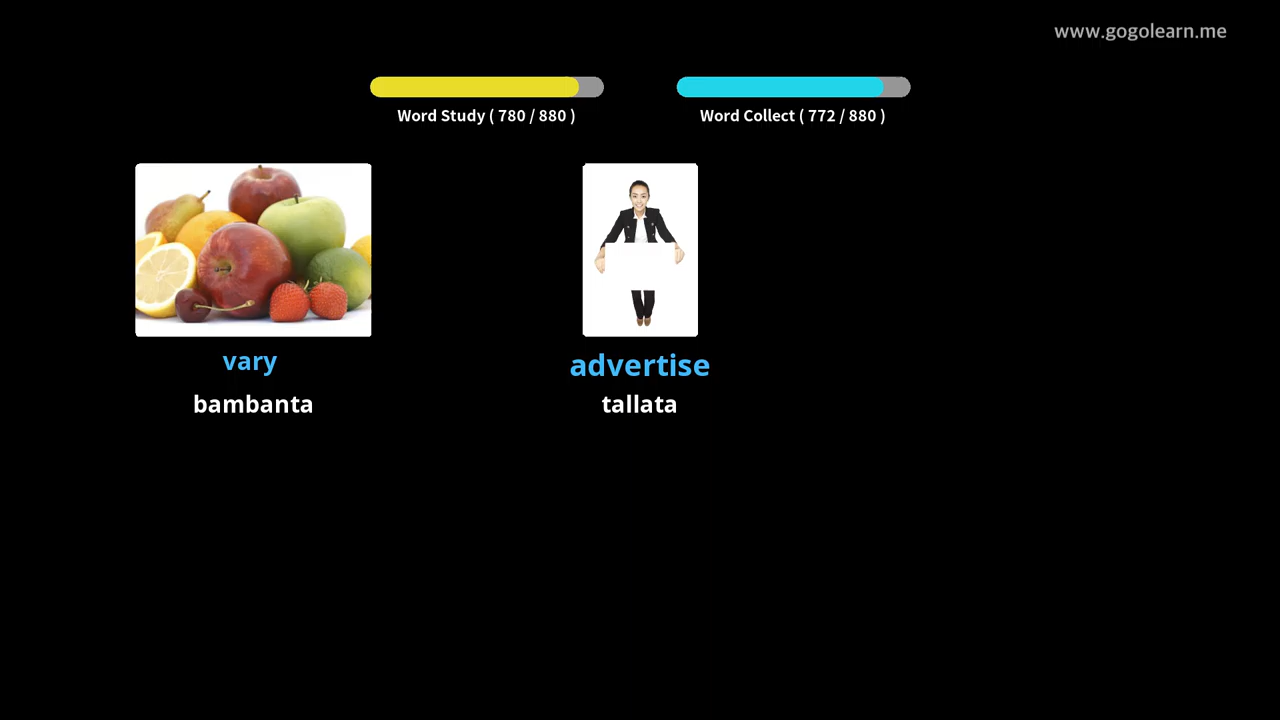 www.gogolearn.me
Word Study ( 780 / 880 )
Word Collect ( 772 / 880 )
vary
advertise
bambanta
tallata